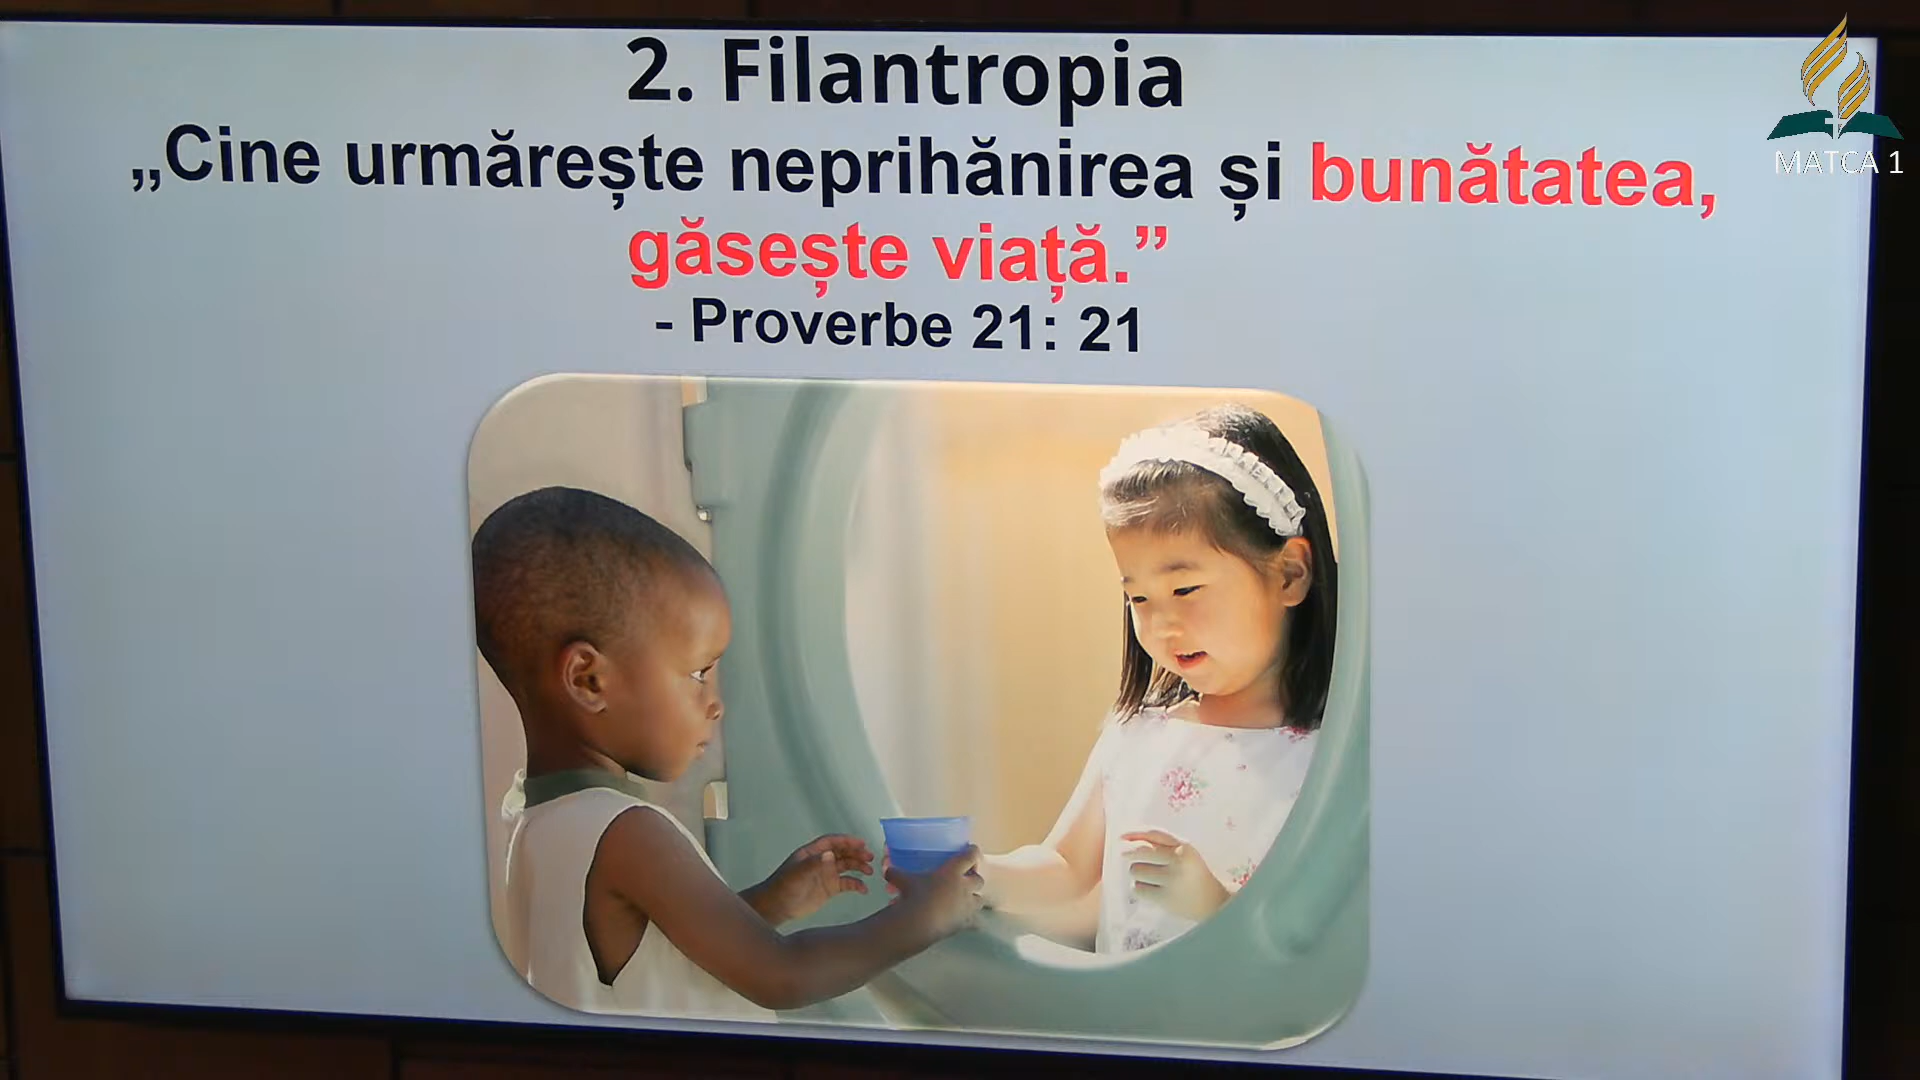 2. Filantropia
„Cine urmărește neprihănirea și bunătatea,
găsește viață.”
- Proverbe 21: 21
MATCA 1